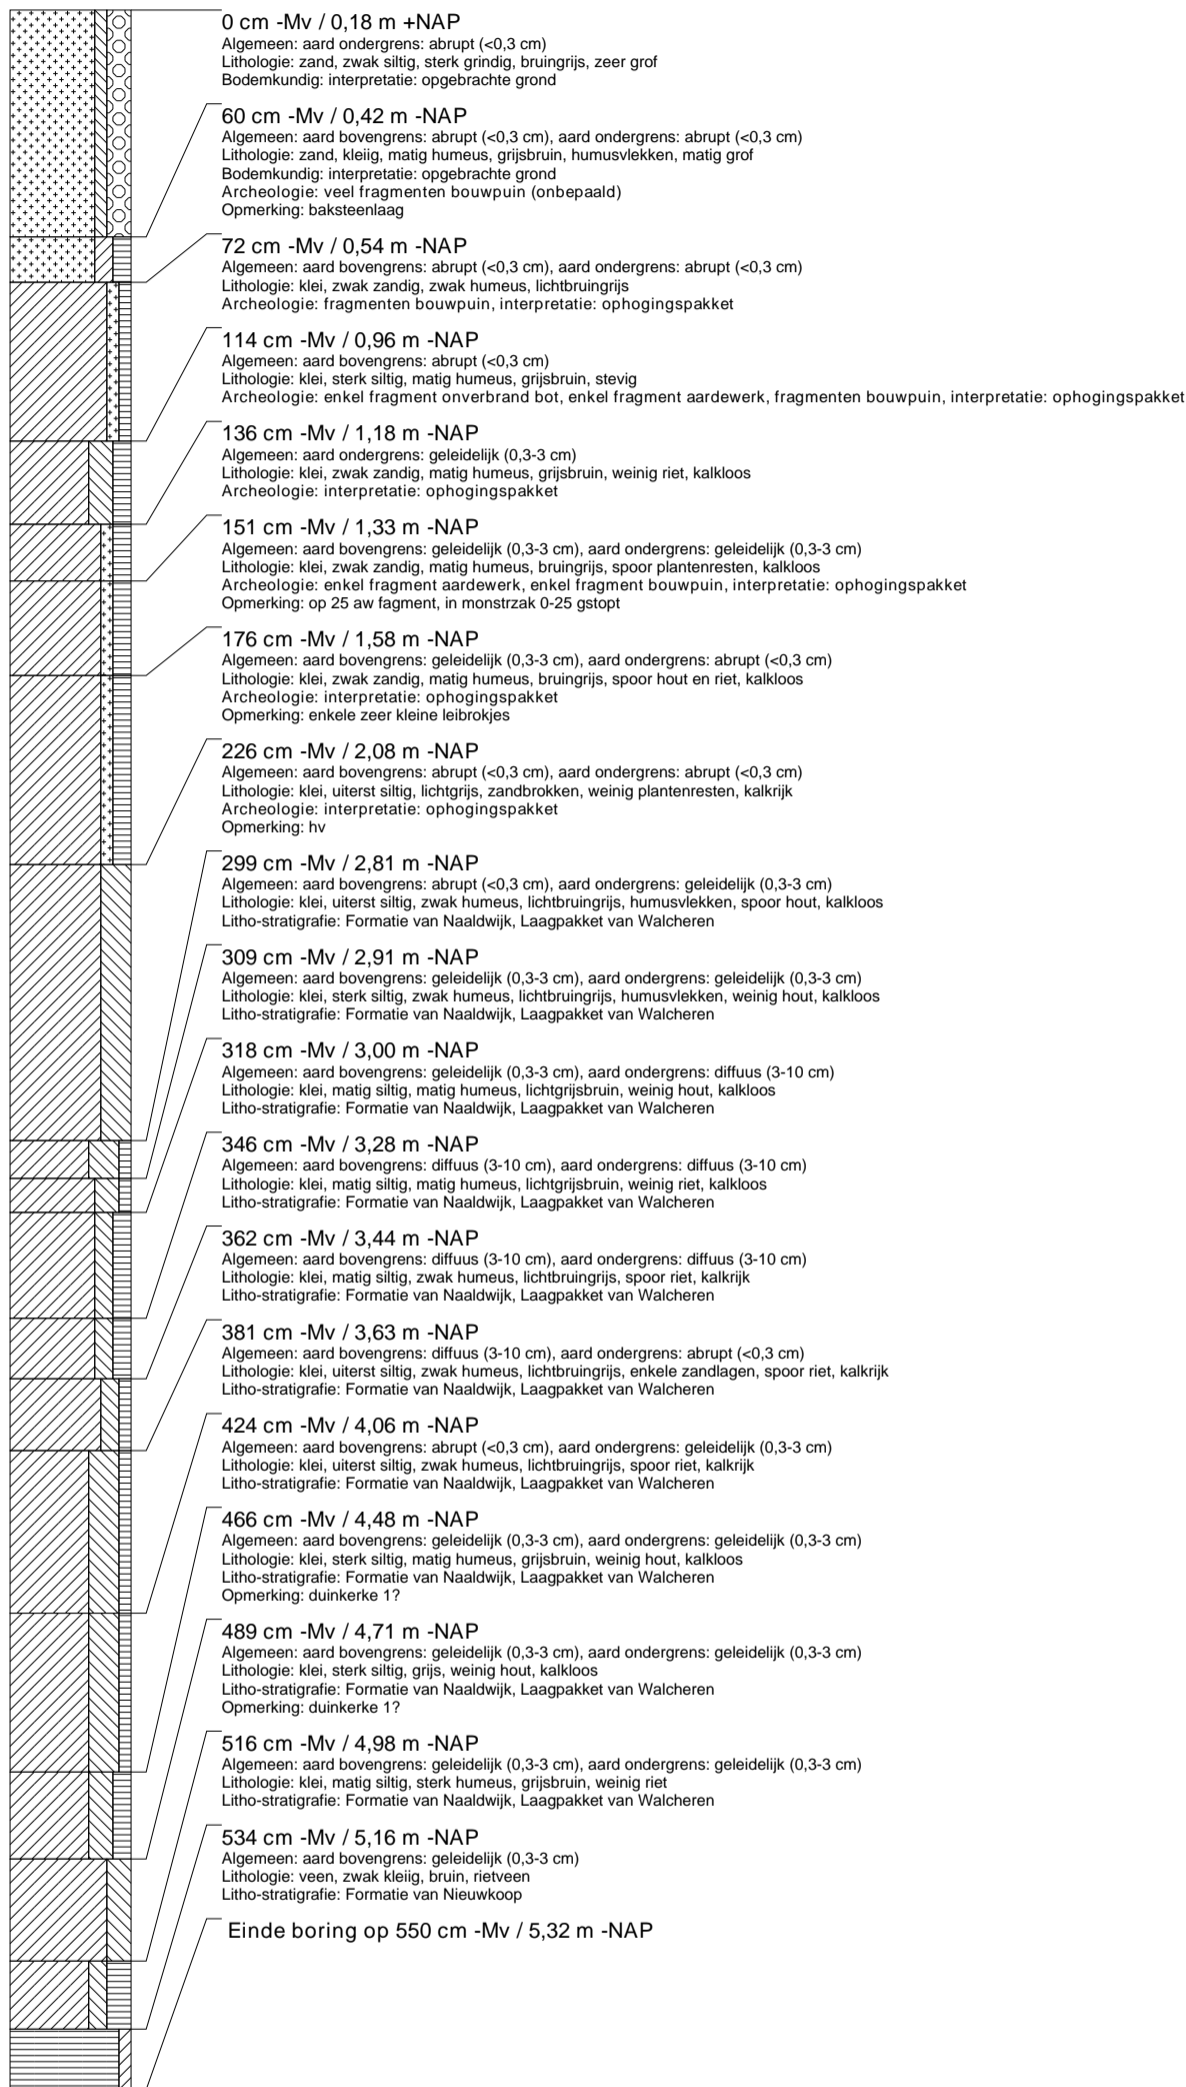 0 cm -Mv / 0,18 m +NAP
Algemeen: aard ondergrens: abrupt (<0,3 cm)
Lithologie: zand, zwak siltig, sterk grindig, bruingrijs, zeer grof
Bodemkundig: interpretatie: opgebrachte grond
60 cm -Mv / 0,42 m -NAP
Algemeen: aard bovengrens: abrupt (<0,3 cm), aard ondergrens: abrupt (<0,3 cm)
Lithologie: zand, kleiig, matig humeus, grijsbruin, humusvlekken, matig grof
Bodemkundig: interpretatie: opgebrachte grond
Archeologie: veel fragmenten bouwpuin (onbepaald)
Opmerking: baksteenlaag
72 cm -Mv / 0,54 m -NAP
Algemeen: aard bovengrens: abrupt (<0,3 cm), aard ondergrens: abrupt (<0,3 cm)
Lithologie: klei, zwak zandig, zwak humeus, lichtbruingrijs
Archeologie: fragmenten bouwpuin, interpretatie: ophogingspakket
114 cm -Mv / 0,96 m -NAP
Algemeen: aard bovengrens: abrupt (<0,3 cm)
Lithologie: klei, sterk siltig, matig humeus, grijsbruin, stevig
Archeologie: enkel fragment onverbrand bot, enkel fragment aardewerk, fragmenten bouwpuin, interpretatie: ophogingspakket
136 cm -Mv / 1,18 m -NAP
Algemeen: aard ondergrens: geleidelijk (0,3-3 cm)
Lithologie: klei, zwak zandig, matig humeus, grijsbruin, weinig riet, kalkloos
Archeologie: interpretatie: ophogingspakket
151 cm -Mv / 1,33 m -NAP
Algemeen: aard bovengrens: geleidelijk (0,3-3 cm), aard ondergrens: geleidelijk (0,3-3 cm)
Lithologie: klei, zwak zandig, matig humeus, bruingrijs, spoor plantenresten, kalkloos
Archeologie: enkel fragment aardewerk, enkel fragment bouwpuin, interpretatie: ophogingspakket
Opmerking: op 25 aw fagment, in monstrzak 0-25 gstopt
176 cm -Mv / 1,58 m -NAP
Algemeen: aard bovengrens: geleidelijk (0,3-3 cm), aard ondergrens: abrupt (<0,3 cm)
Lithologie: klei, zwak zandig, matig humeus, bruingrijs, spoor hout en riet, kalkloos
Archeologie: interpretatie: ophogingspakket
Opmerking: enkele zeer kleine leibrokjes
226 cm -Mv / 2,08 m -NAP
Algemeen: aard bovengrens: abrupt (<0,3 cm), aard ondergrens: abrupt (<0,3 cm)
Lithologie: klei, uiterst siltig, lichtgrijs, zandbrokken, weinig plantenresten, kalkrijk
Archeologie: interpretatie: ophogingspakket
Opmerking: hv
299 cm -Mv / 2,81 m -NAP
Algemeen: aard bovengrens: abrupt (<0,3 cm), aard ondergrens: geleidelijk (0,3-3 cm)
Lithologie: klei, uiterst siltig, zwak humeus, lichtbruingrijs, humusvlekken, spoor hout, kalkloos
Litho-stratigrafie: Formatie van Naaldwijk, Laagpakket van Walcheren
309 cm -Mv / 2,91 m -NAP
Algemeen: aard bovengrens: geleidelijk (0,3-3 cm), aard ondergrens: geleidelijk (0,3-3 cm)
Lithologie: klei, sterk siltig, zwak humeus, lichtbruingrijs, humusvlekken, weinig hout, kalkloos
Litho-stratigrafie: Formatie van Naaldwijk, Laagpakket van Walcheren
318 cm -Mv / 3,00 m -NAP
Algemeen: aard bovengrens: geleidelijk (0,3-3 cm), aard ondergrens: diffuus (3-10 cm)
Lithologie: klei, matig siltig, matig humeus, lichtgrijsbruin, weinig hout, kalkloos
Litho-stratigrafie: Formatie van Naaldwijk, Laagpakket van Walcheren
346 cm -Mv / 3,28 m -NAP
Algemeen: aard bovengrens: diffuus (3-10 cm), aard ondergrens: diffuus (3-10 cm)
Lithologie: klei, matig siltig, matig humeus, lichtgrijsbruin, weinig riet, kalkloos
Litho-stratigrafie: Formatie van Naaldwijk, Laagpakket van Walcheren
362 cm -Mv / 3,44 m -NAP
Algemeen: aard bovengrens: diffuus (3-10 cm), aard ondergrens: diffuus (3-10 cm)
Lithologie: klei, matig siltig, zwak humeus, lichtbruingrijs, spoor riet, kalkrijk
Litho-stratigrafie: Formatie van Naaldwijk, Laagpakket van Walcheren
381 cm -Mv / 3,63 m -NAP
Algemeen: aard bovengrens: diffuus (3-10 cm), aard ondergrens: abrupt (<0,3 cm)
Lithologie: klei, uiterst siltig, zwak humeus, lichtbruingrijs, enkele zandlagen, spoor riet, kalkrijk
Litho-stratigrafie: Formatie van Naaldwijk, Laagpakket van Walcheren
424 cm -Mv / 4,06 m -NAP
Algemeen: aard bovengrens: abrupt (<0,3 cm), aard ondergrens: geleidelijk (0,3-3 cm)
Lithologie: klei, uiterst siltig, zwak humeus, lichtbruingrijs, spoor riet, kalkrijk
Litho-stratigrafie: Formatie van Naaldwijk, Laagpakket van Walcheren
466 cm -Mv / 4,48 m -NAP
Algemeen: aard bovengrens: geleidelijk (0,3-3 cm), aard ondergrens: geleidelijk (0,3-3 cm)
Lithologie: klei, sterk siltig, matig humeus, grijsbruin, weinig hout, kalkloos
Litho-stratigrafie: Formatie van Naaldwijk, Laagpakket van Walcheren
Opmerking: duinkerke 1?
489 cm -Mv / 4,71 m -NAP
Algemeen: aard bovengrens: geleidelijk (0,3-3 cm), aard ondergrens: geleidelijk (0,3-3 cm)
Lithologie: klei, sterk siltig, grijs, weinig hout, kalkloos
Litho-stratigrafie: Formatie van Naaldwijk, Laagpakket van Walcheren
Opmerking: duinkerke 1?
516 cm -Mv / 4,98 m -NAP
Algemeen: aard bovengrens: geleidelijk (0,3-3 cm), aard ondergrens: geleidelijk (0,3-3 cm)
Lithologie: klei, matig siltig, sterk humeus, grijsbruin, weinig riet
Litho-stratigrafie: Formatie van Naaldwijk, Laagpakket van Walcheren
534 cm -Mv / 5,16 m -NAP
Algemeen: aard bovengrens: geleidelijk (0,3-3 cm)
Lithologie: veen, zwak kleiig, bruin, rietveen
Litho-stratigrafie: Formatie van Nieuwkoop
Einde boring op 550 cm -Mv / 5,32 m -NAP